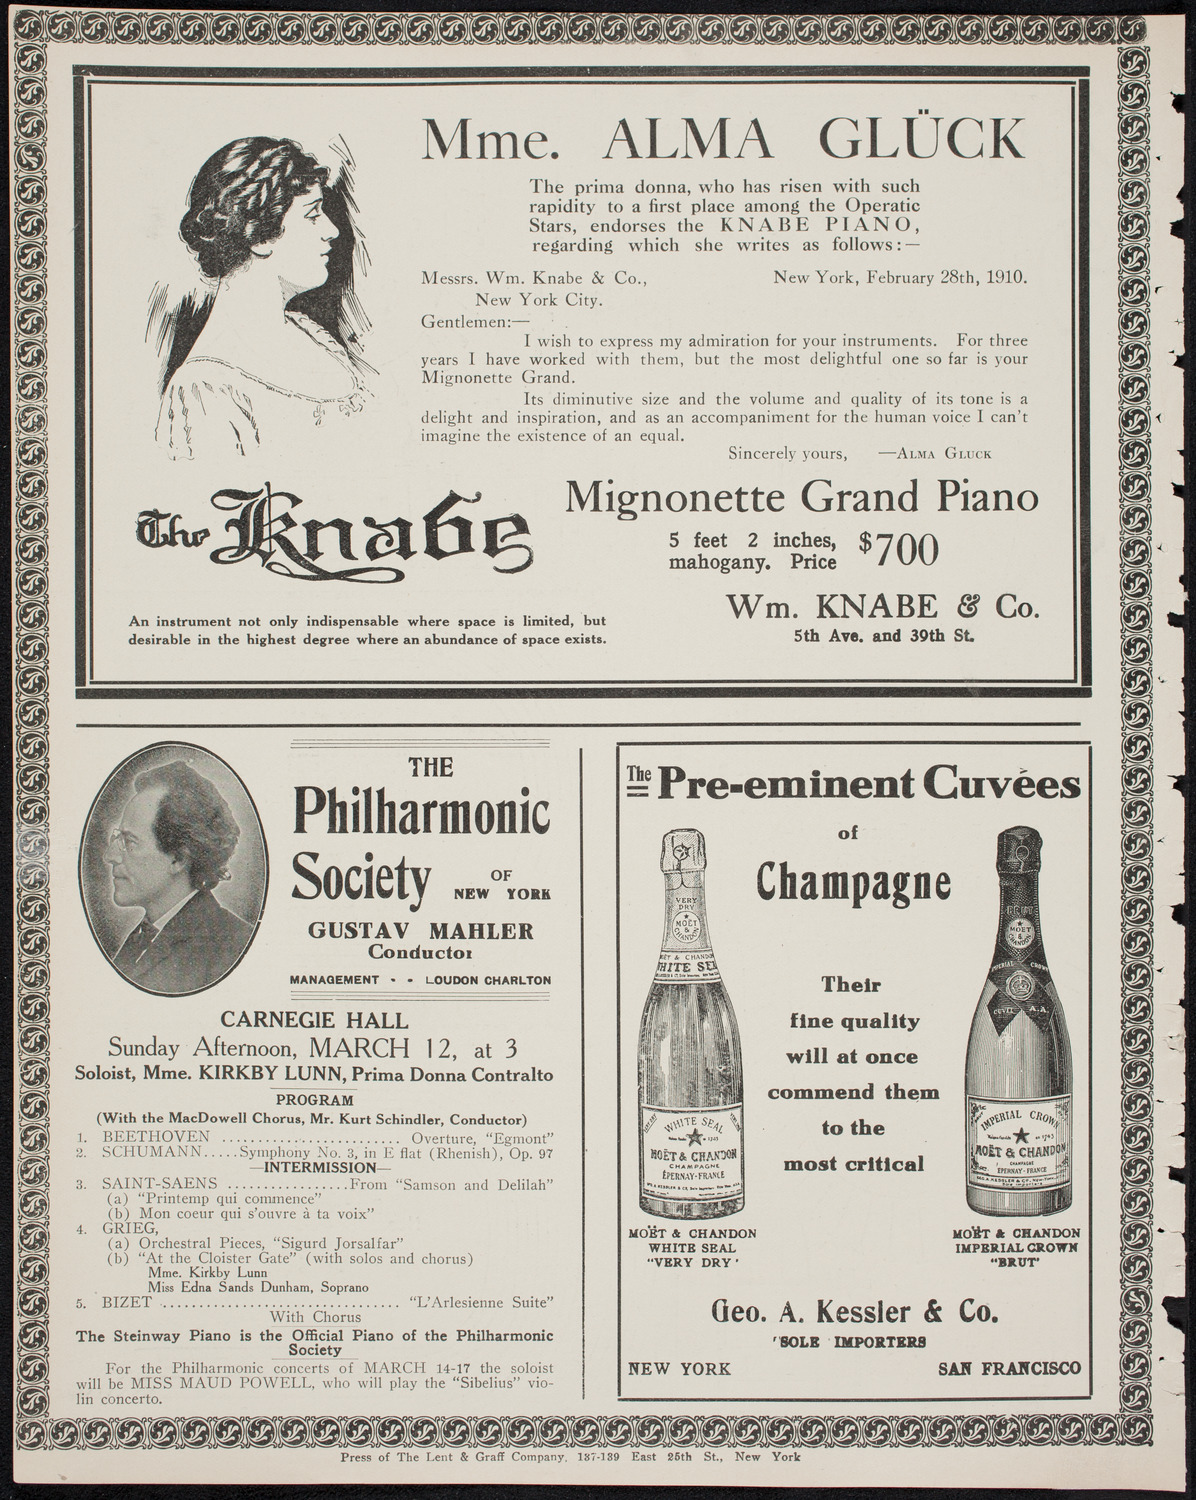 Mme. ALMA GLÜCK
The prima donna, who has risen with such
rapidity to a first place among the Operatic
Stars, endorses the KNABE PIANO,
regarding which she writes as follows:—
Messrs. Wm. Knabe & Co., New York, February 28th, 1910.
New York City.
Gentlemen:—
I wish to express my admiration for your instruments. For three
years I have worked with them, but the most delightful one so far is your
Mignonette Grand.
Its diminutive size and the volume and quality of its tone is a
delight and inspiration, and as an accompaniment for the human voice I can't
imagine the existence of an equal.
Sincerely yours, —ALMA GLUCK
The Knabe
Mignonette Grand Piano
5 feet 2 inches,
mahogany. Price $700
Wm. KNABE & Co.
5th Ave. and 39th St.
An instrument not only indispensable where space is limited, but
desirable in the highest degree where an abundance of space exists.
THE
Philharmonic
Society OF
NEW YORK
GUSTAV MAHLER
Conductor
MANAGEMENT - - LOUDON CHARLTON
CARNEGIE HALL
Sunday Afternoon, MARCH 12, at 3
Soloist, Mme. KIRKBY LUNN, Prima Donna Contralto
PROGRAM
(With the MacDowell Chorus, Mr. Kurt Schindler, Conductor)
1. BEETHOVEN ......................... Overture, "Egmont"
2. SCHUMANN.....Symphony No. 3, in E flat (Rhenish), Op. 97
—INTERMISSION—
3. SAINT-SAENS .................From "Samson and Delilah"
(a) "Printemp qui commence"
(b) Mon coeur qui s'ouvre à ta voix"
4. GRIEG,
(a) Orchestral Pieces, "Sigurd Jorsalfar"
(b) "At the Cloister Gate" (with solos and chorus)
Mme. Kirkby Lunn
Miss Edna Sands Dunham, Soprano
5. BIZET ................................. "L'Arlesienne Suite"
With Chorus
The Steinway Piano is the Official Piano of the Philharmonic
Society
For the Philharmonic concerts of MARCH 14-17 the soloist
will be MISS MAUD POWELL, who will play the "Sibelius" vio-
lin concerto.
The Pre-eminent Cuvées
of
Champagne
Their
fine quality
will at once
commend them
to the
most critical
VERY
DRY
MOËT
&
CHANDON
WHITE SEAL
MOËT & CHANDON
CHAMPAGNE
ÉPERNAY-FRANCE
MOËT & CHANDON
WHITE SEAL
"VERY DRY"
BRUT
MOËT
&
CHANDON
IMPERIAL CROWN
CUVÉE A.A.
IMPERIAL CROWN
MOËT & CHANDON
CHAMPAGNE
ÉPERNAY-FRANCE
MOËT & CHANDON
IMPERIAL CROWN
"BRUT"
Geo. A. Kessler & Co.
SOLE IMPORTERS
NEW YORK SAN FRANCISCO
Press of The Lent & Graff Company, 137-139 East 25th St., New York